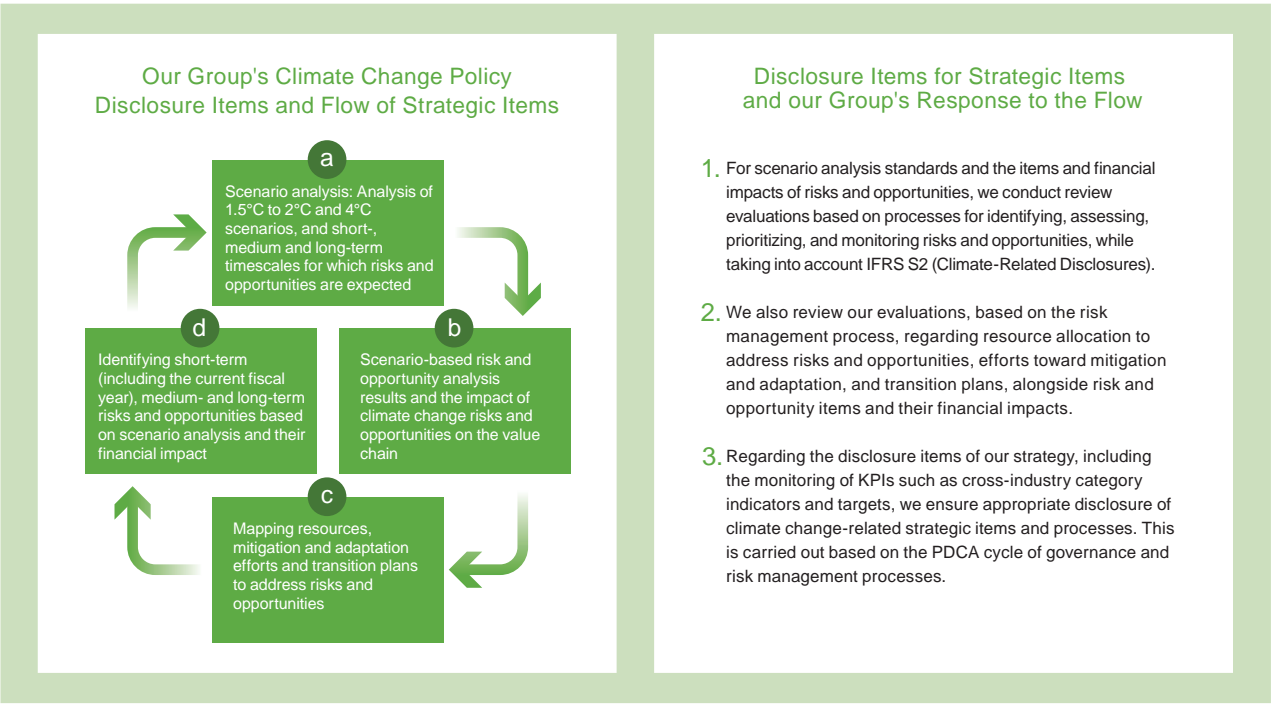 Our Group's Climate Change Policy
Disclosure Items and Flow of Strategic Items
a
Scenario analysis: Analysis of
1.5°C to 2°C and 4°C
scenarios, and short-,
medium and long-term
timescales for which risks and
opportunities are expected
b
Scenario-based risk and
opportunity analysis
results and the impact of
climate change risks and
opportunities on the value
chain
c
Mapping resources,
mitigation and adaptation
efforts and transition plans
to address risks and
opportunities
d
Identifying short-term
(including the current fiscal
year), medium- and long-term
risks and opportunities based
on scenario analysis and their
financial impact
Disclosure Items for Strategic Items
and our Group's Response to the Flow
1. For scenario analysis standards and the items and financial
impacts of risks and opportunities, we conduct review
evaluations based on processes for identifying, assessing,
prioritizing, and monitoring risks and opportunities, while
taking into account IFRS S2 (Climate-Related Disclosures).
2. We also review our evaluations, based on the risk
management process, regarding resource allocation to
address risks and opportunities, efforts toward mitigation
and adaptation, and transition plans, alongside risk and
opportunity items and their financial impacts.
3. Regarding the disclosure items of our strategy, including
the monitoring of KPIs such as cross-industry category
indicators and targets, we ensure appropriate disclosure of
climate change-related strategic items and processes. This
is carried out based on the PDCA cycle of governance and
risk management processes.